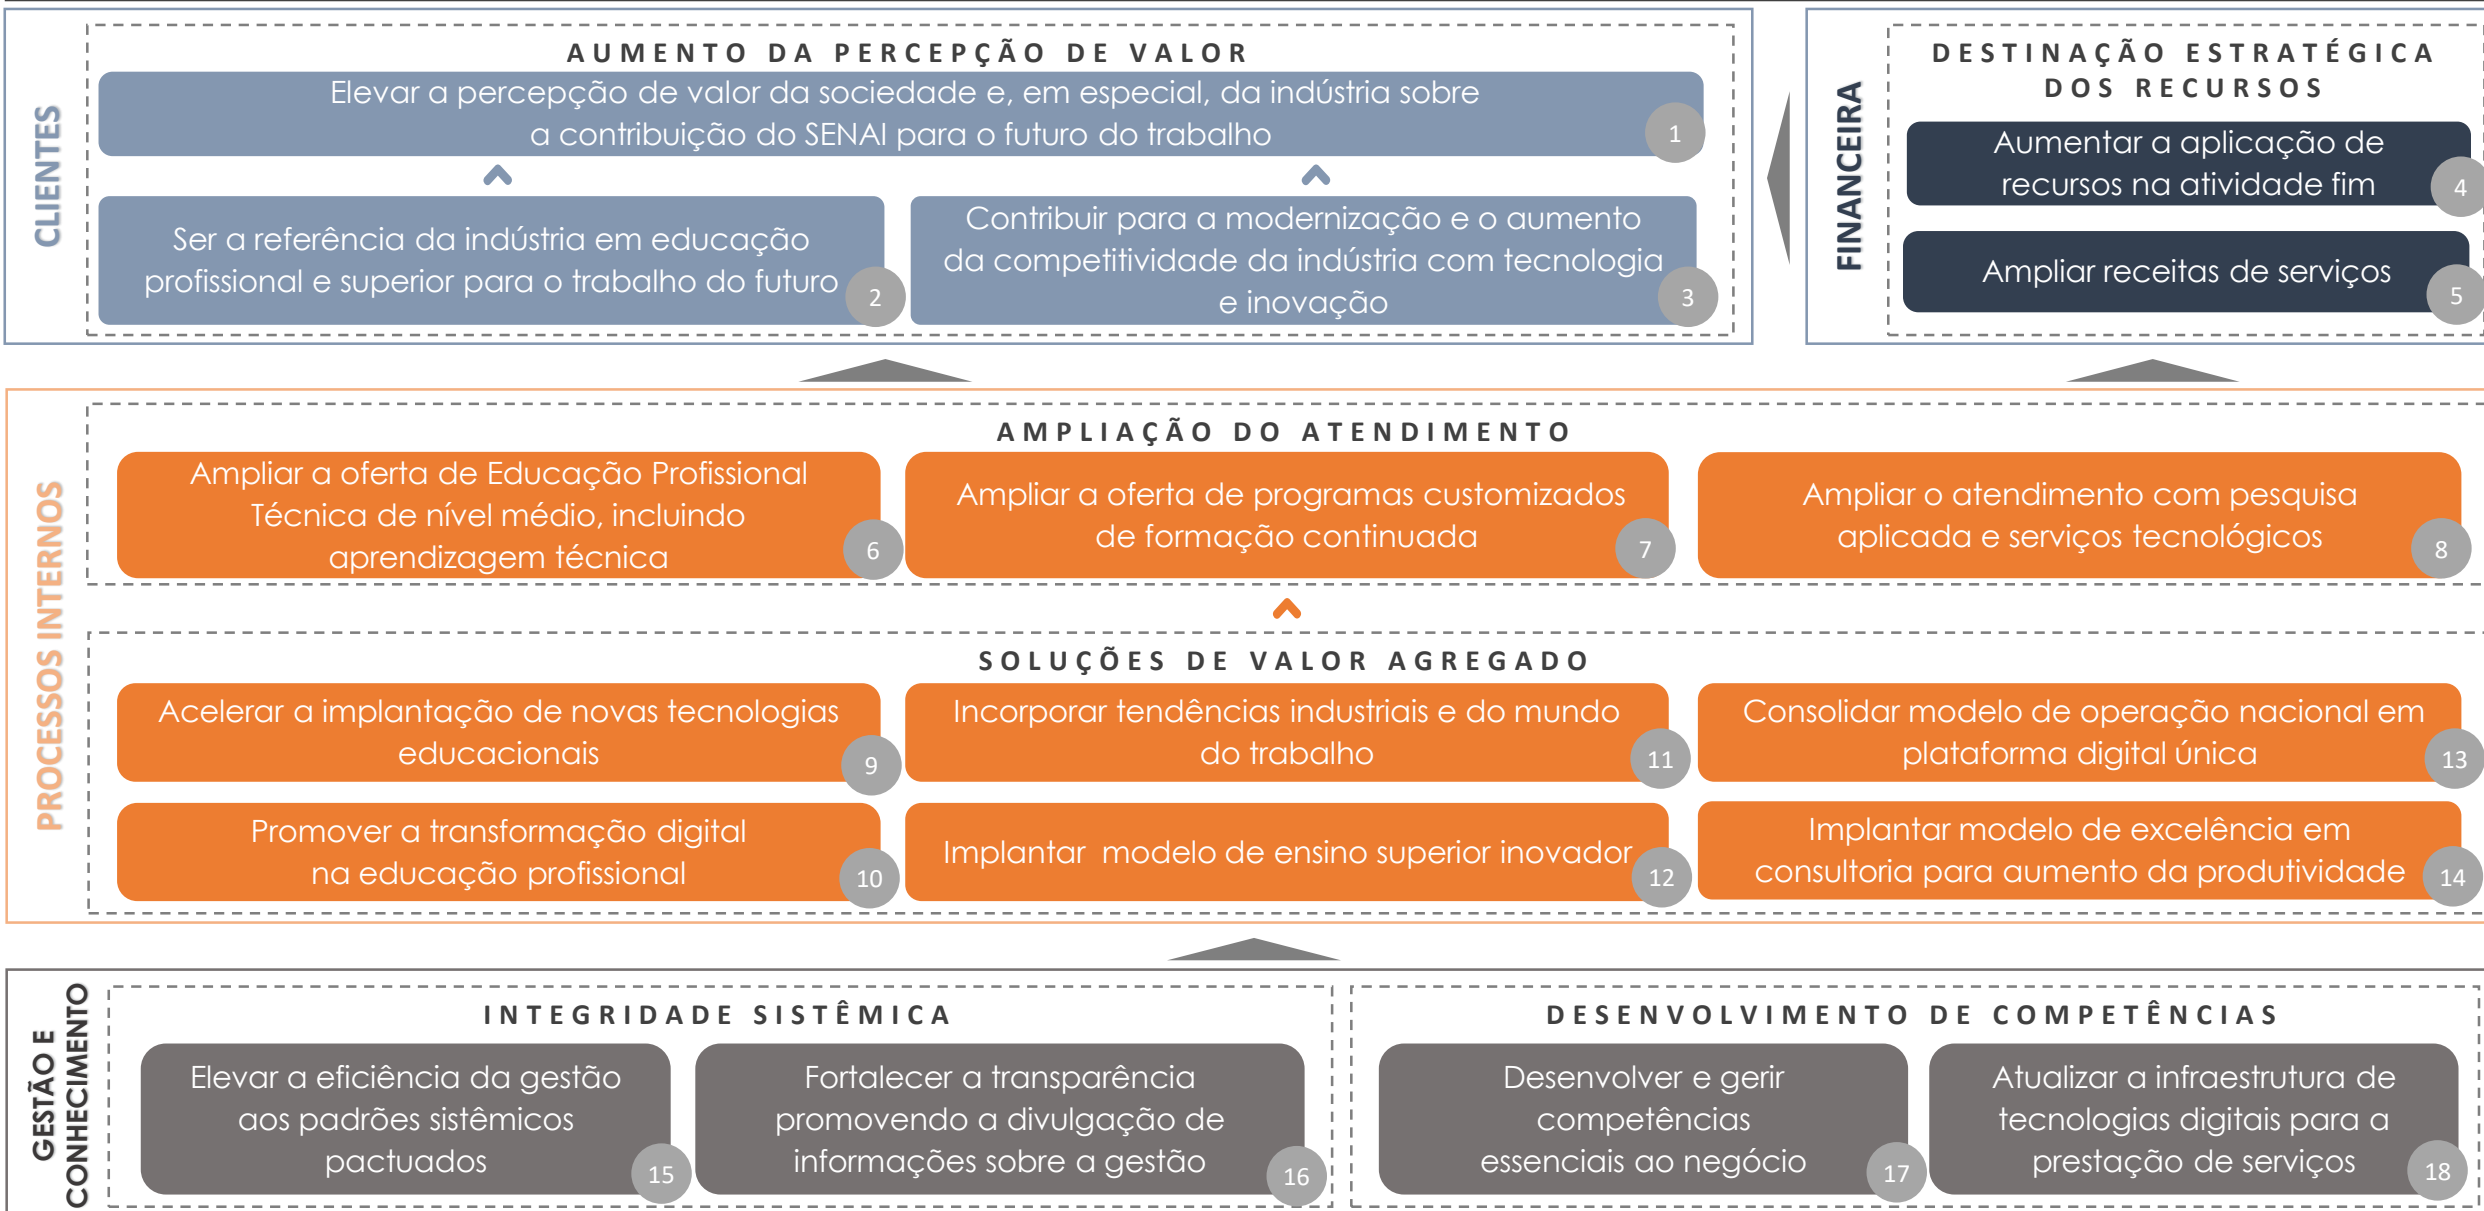 CLIENTES
AUMENTO DA PERCEPÇÃO DE VALOR
Elevar a percepção de valor da sociedade e, em especial, da indústria sobre
a contribuição do SENAI para o futuro do trabalho
1
Ser a referência da indústria em educação
profissional e superior para o trabalho do futuro
2
Contribuir para a modernização e o aumento
da competitividade da indústria com tecnologia
e inovação
3
FINANCEIRA
DESTINAÇÃO ESTRATÉGICA
DOS RECURSOS
Aumentar a aplicação de
recursos na atividade fim
4
Ampliar receitas de serviços
5
PROCESSOS INTERNOS
AMPLIAÇÃO DO ATENDIMENTO
Ampliar a oferta de Educação Profissional
Técnica de nível médio, incluindo
aprendizagem técnica
6
Ampliar a oferta de programas customizados
de formação continuada
7
Ampliar o atendimento com pesquisa
aplicada e serviços tecnológicos
8
SOLUÇÕES DE VALOR AGREGADO
Acelerar a implantação de novas tecnologias
educacionais
9
Incorporar tendências industriais e do mundo
do trabalho
11
Consolidar modelo de operação nacional em
plataforma digital única
13
Promover a transformação digital
na educação profissional
10
Implantar modelo de ensino superior inovador
12
Implantar modelo de excelência em
consultoria para aumento da produtividade
14
GESTÃO E
CONHECIMENTO
INTEGRIDADE SISTÊMICA
Elevar a eficiência da gestão
aos padrões sistêmicos
pactuados
15
Fortalecer a transparência
promovendo a divulgação de
informações sobre a gestão
16
DESENVOLVIMENTO DE COMPETÊNCIAS
Desenvolver e gerir
competências
essenciais ao negócio
17
Atualizar a infraestrutura de
tecnologias digitais para a
prestação de serviços
18